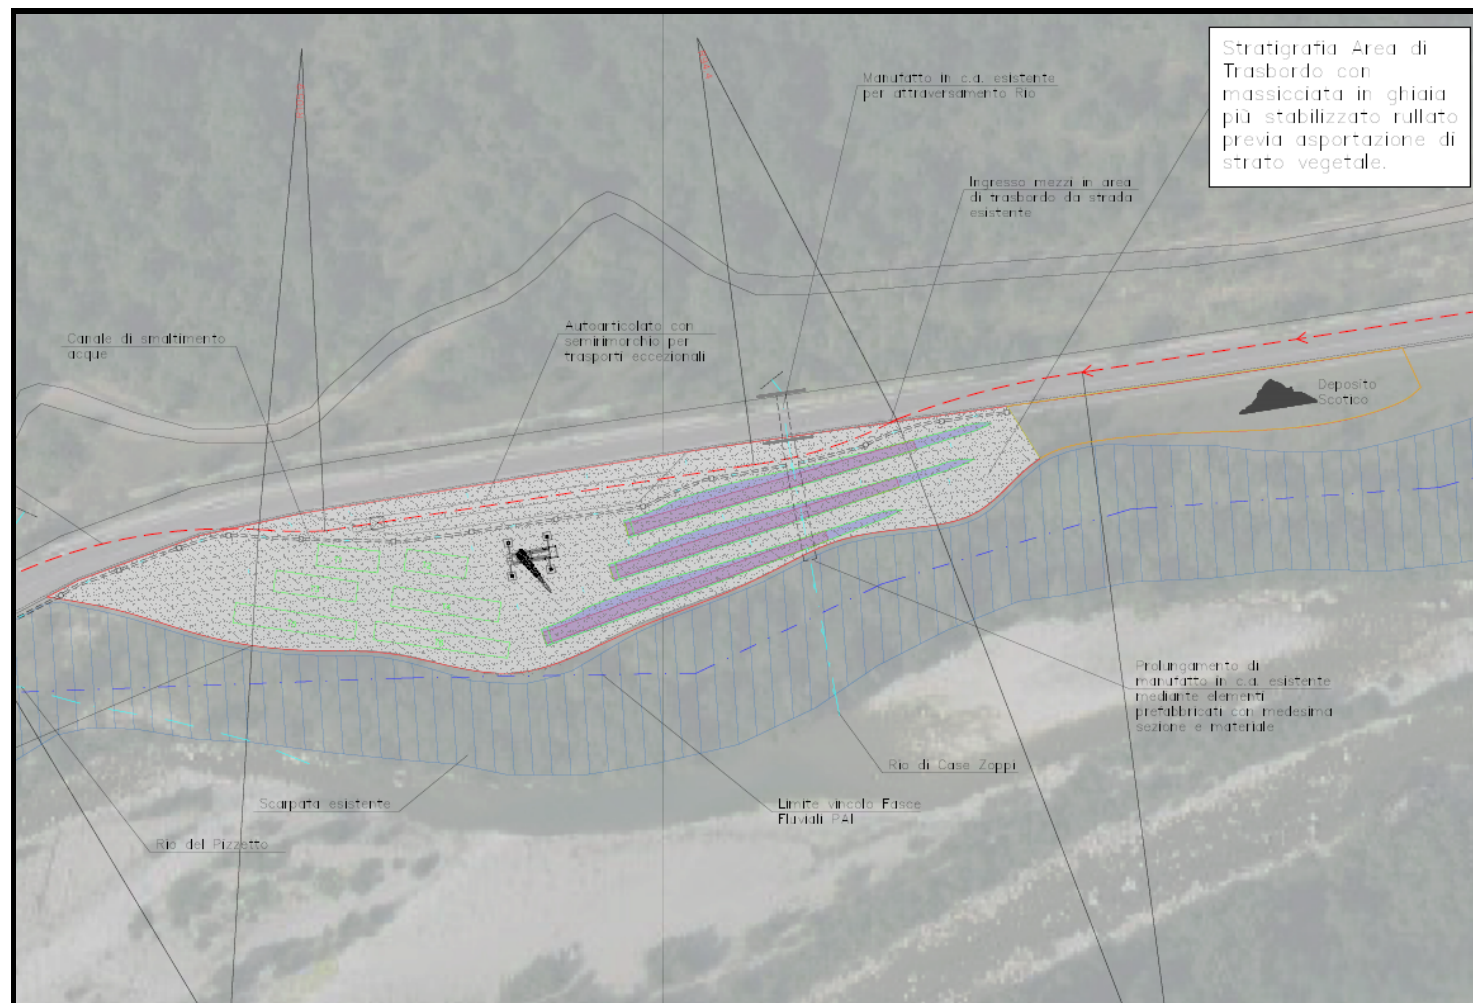 Stratigrafia Area di
Trasbordo con
massicciata in ghiaia
più stabilizzato rullato
previa asportazione di
strato vegetale.
Manufatto in c.a. esistente
per attraversamento Rio
Ingresso mezzi in area
di trasbordo da strada
esistente
Autoarticolato con
semirimorchio per
trasporti eccezionali
Canale di smaltimento
acque
Deposito
Scotico
Prolungamento di
manufatto in c.a. esistente
mediante elementi
prefabbricati con medesima
sezione e materiale
Rio di Case Zoppi
Limite vincolo Fasce
Fluviali PAI
Scarpata esistente
Rio del Pizzetto